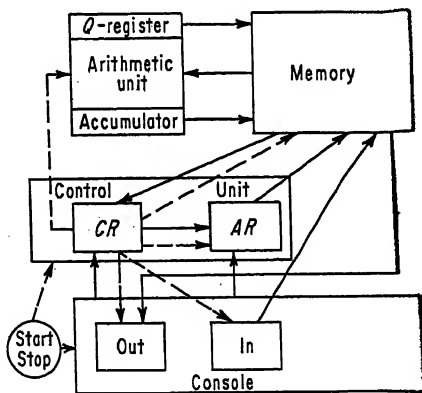 Q-register
Arithmetic
unit
Accumulator
Memory
Control Unit
CR
AR
Start
Stop
Out
In
Console